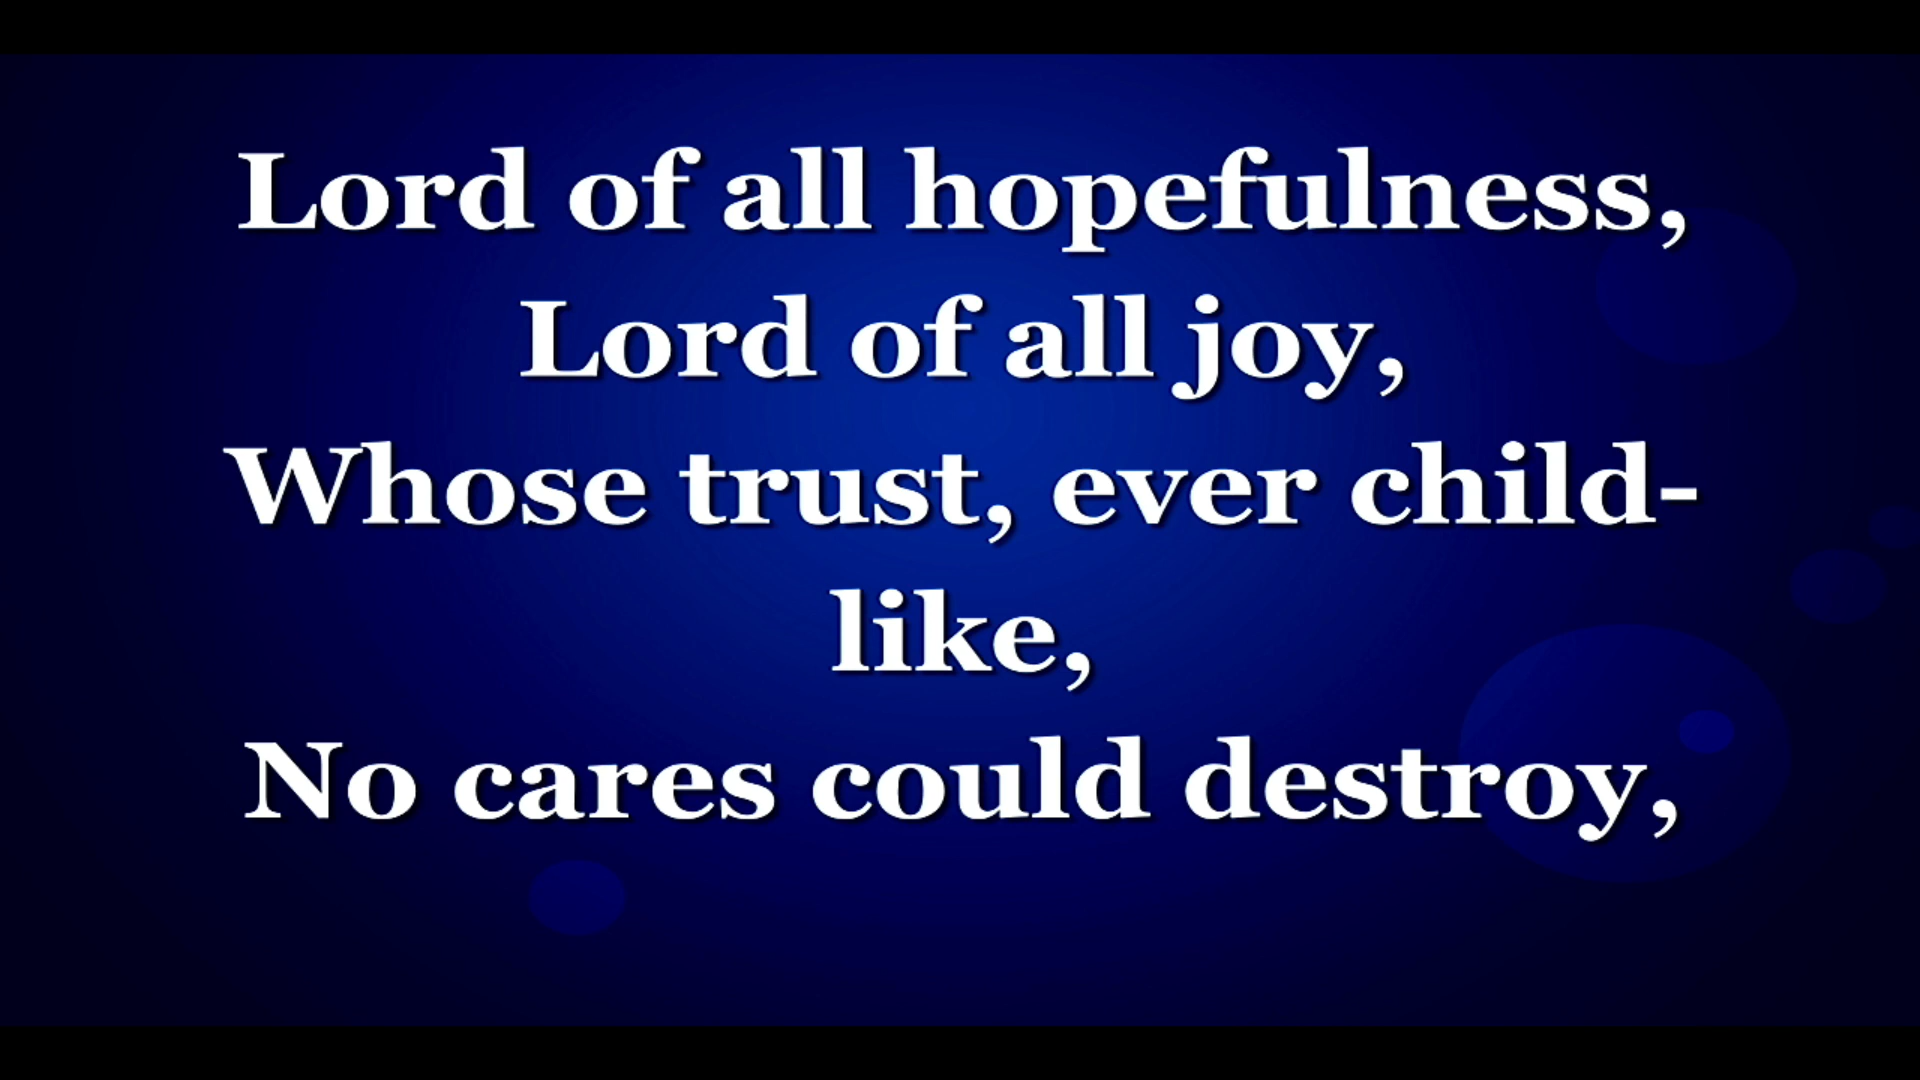 Lord of all hopefulness,
Lord of all joy,
Whose trust, ever child-
like,
No cares could destroy,